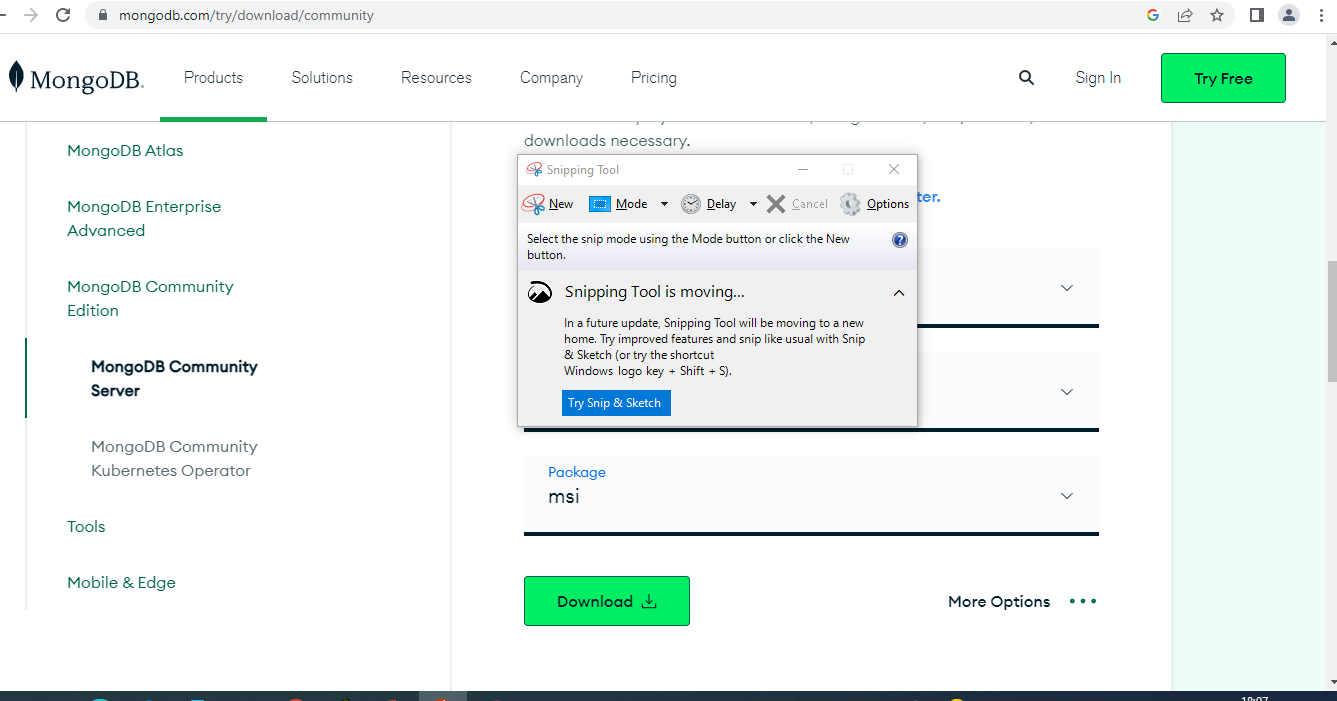 mongodb.com/try/download/community
MongoDB.
Products
Solutions
Resources
Company
Pricing
Sign In
Try Free
MongoDB Atlas
MongoDB Enterprise
Advanced
MongoDB Community
Edition
MongoDB Community
Server
MongoDB Community
Kubernetes Operator
Tools
Mobile & Edge
downloads necessary.
ter.
Snipping Tool
New
Mode
Delay
Cancel
Options
Select the snip mode using the Mode button or click the New
button.
Snipping Tool is moving...
In a future update, Snipping Tool will be moving to a new
home. Try improved features and snip like usual with Snip
& Sketch (or try the shortcut
Windows logo key + Shift + S).
Try Snip & Sketch
Package
msi
Download
More Options